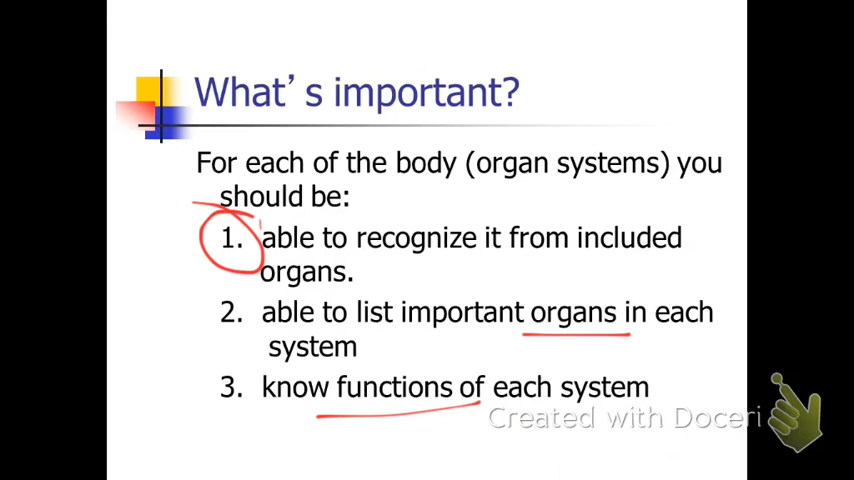 What’s important?
For each of the body (organ systems) you
should be:
1. able to recognize it from included
organs.
2. able to list important organs in each
system
3. know functions of each system
Created with Doceri